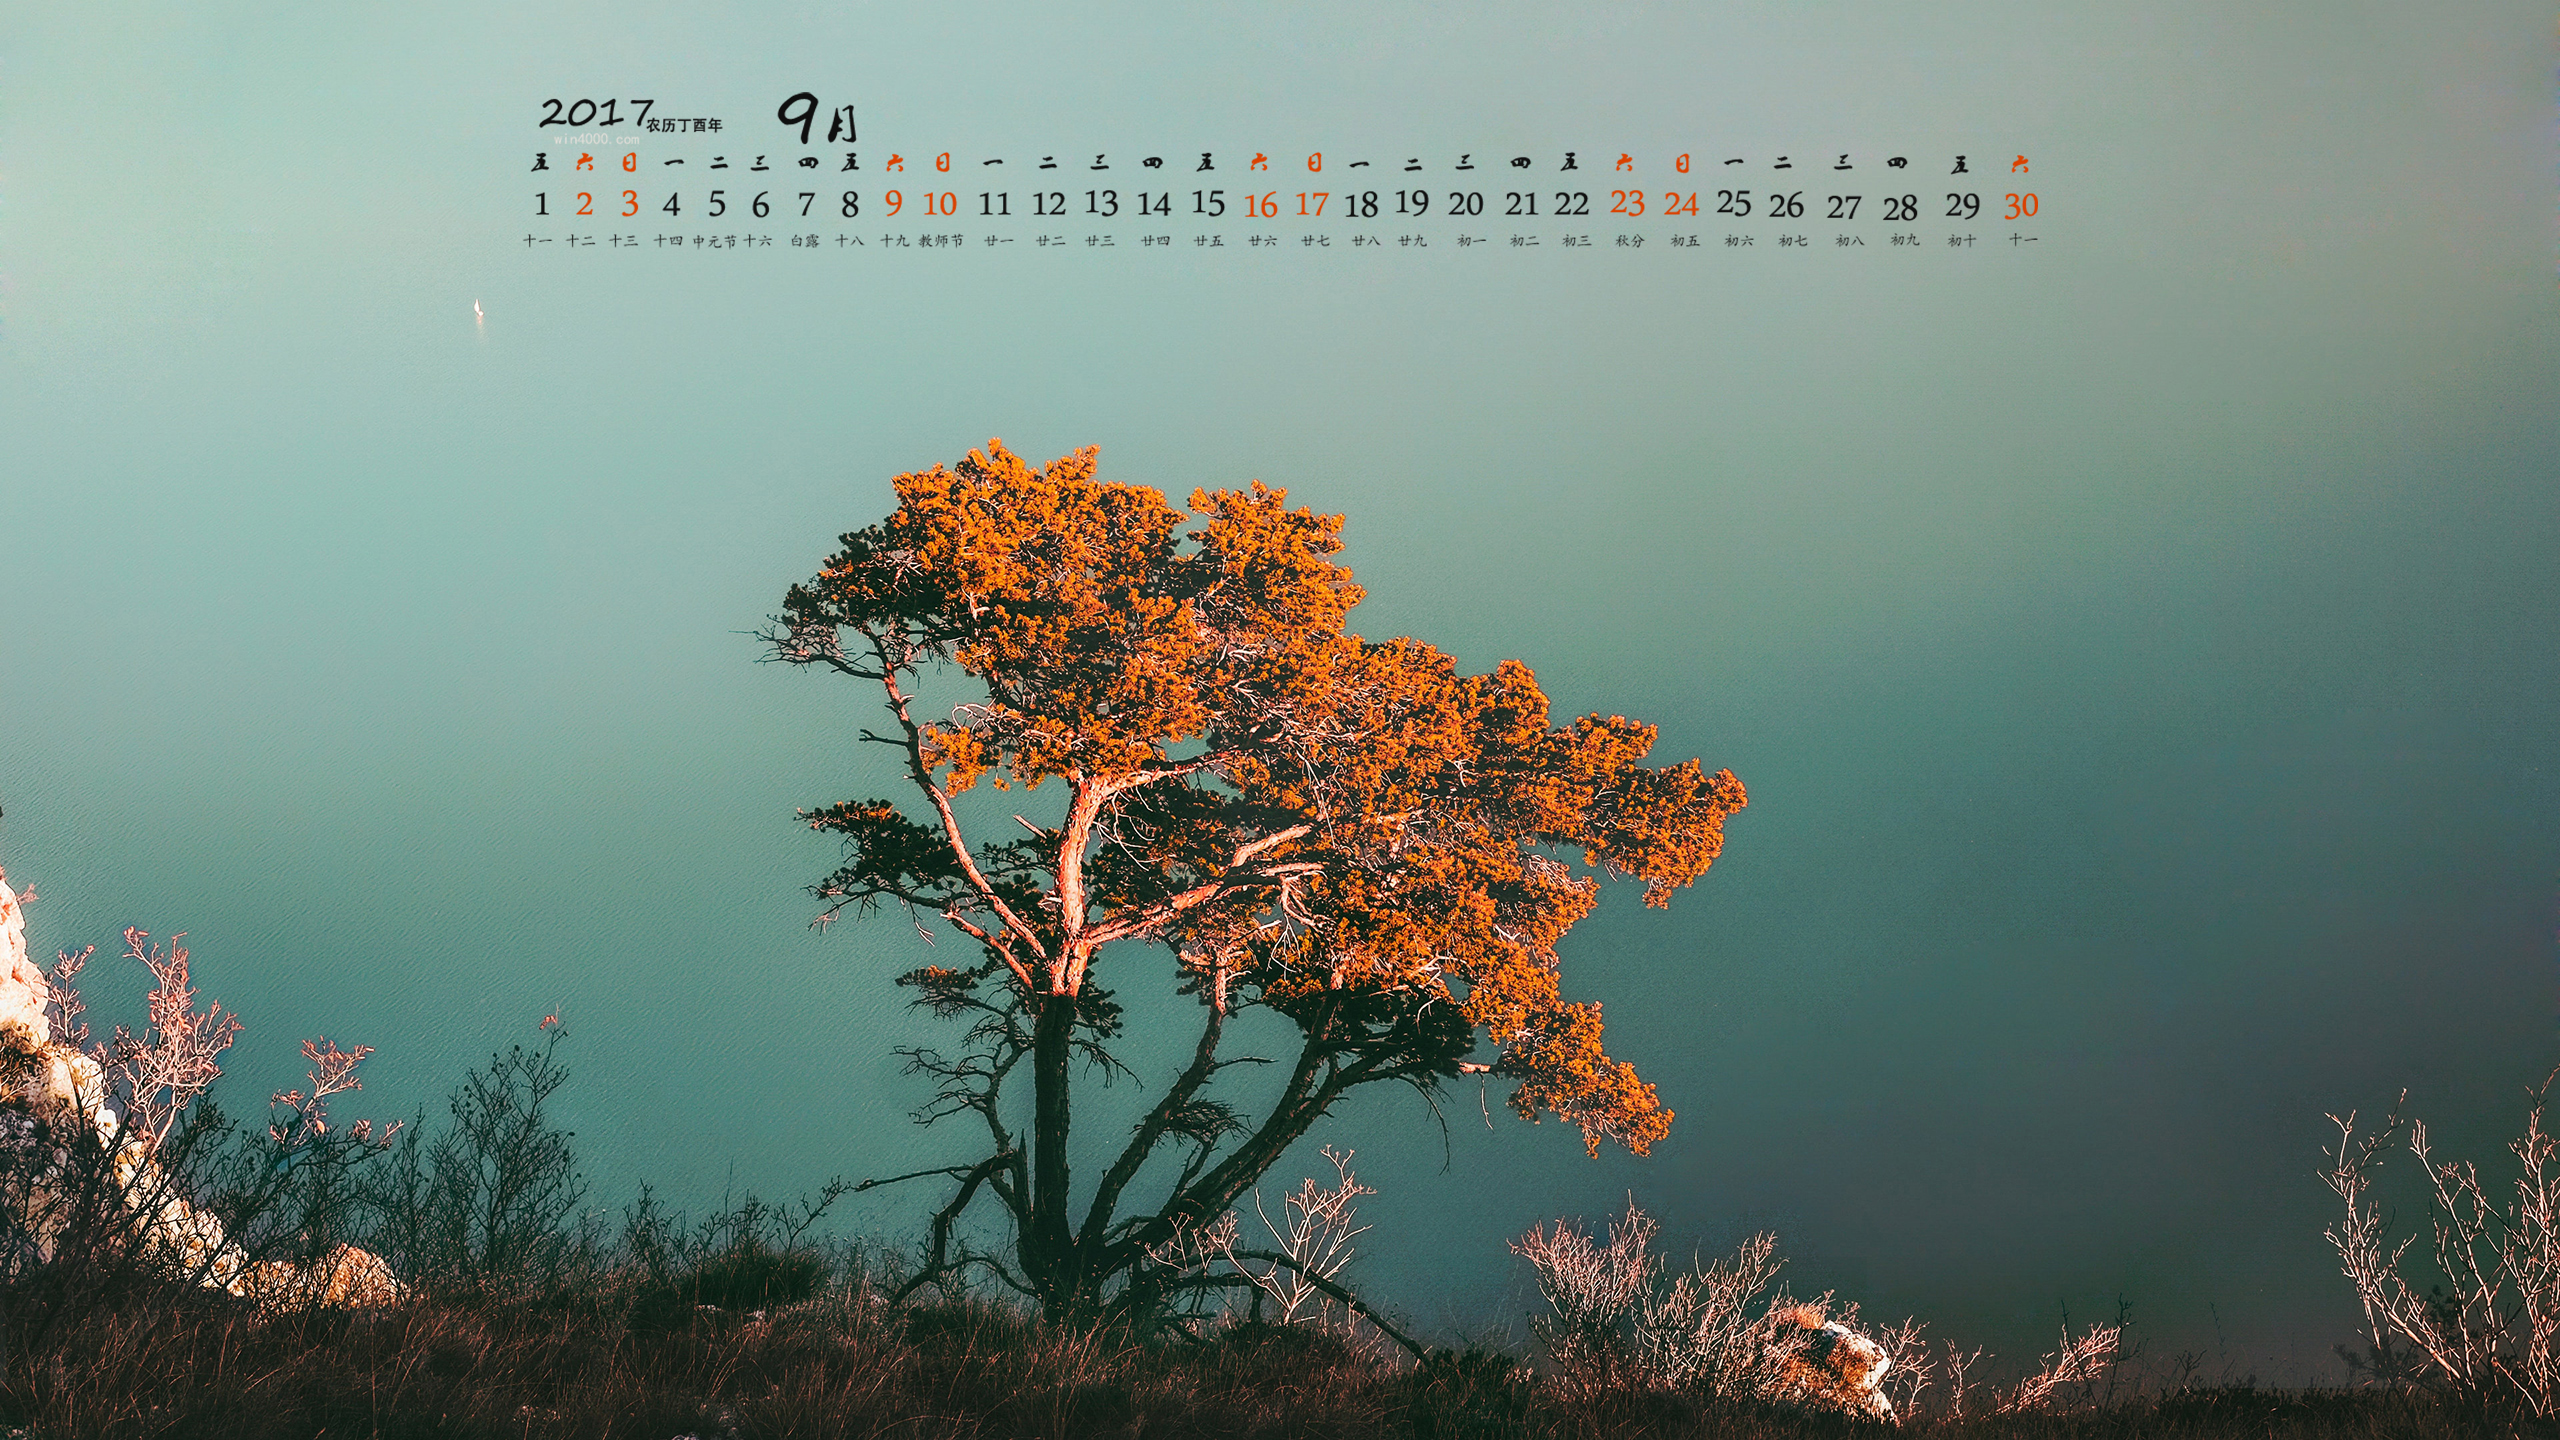 2017农历丁酉年 9月
win4000.com
五 六 日 一 二 三 四 五 六 日 一 二 三 四 五 六 日 一 二 三 四 五 六 日 一 二 三 四 五 六
1 2 3 4 5 6 7 8 9 10 11 12 13 14 15 16 17 18 19 20 21 22 23 24 25 26 27 28 29 30
十一 十二 十三 十四 中元节 十六 白露 十八 十九 教师节 廿一 廿二 廿三 廿四 廿五 廿六 廿七 廿八 廿九 初一 初二 初三 秋分 初五 初六 初七 初八 初九 初十 十一